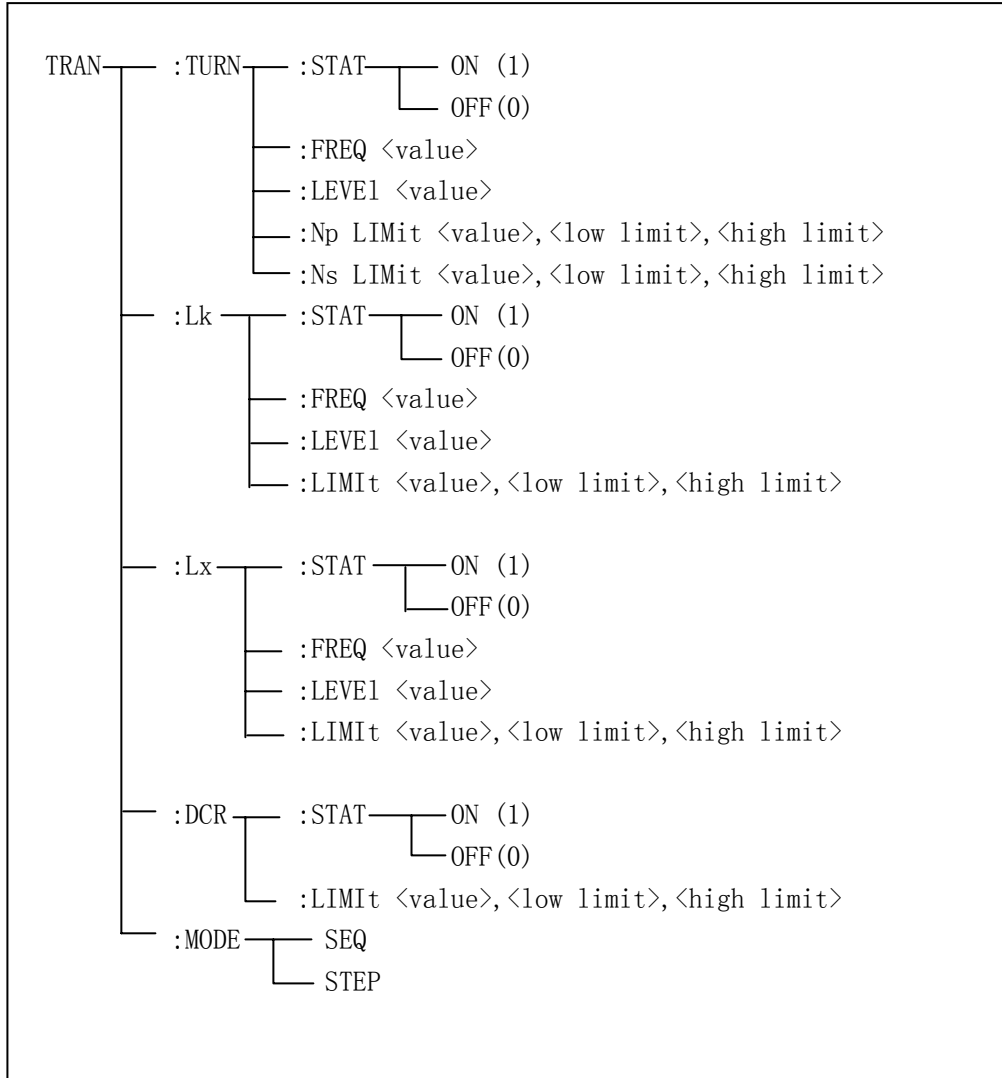 TRAN :TURN :STAT ON (1)
OFF(0)
:FREQ <value>
:LEVEl <value>
:Np LIMit <value>,<low limit>,<high limit>
:Ns LIMit <value>,<low limit>,<high limit>
:Lk :STAT ON (1)
OFF(0)
:FREQ <value>
:LEVEl <value>
:LIMIt <value>,<low limit>,<high limit>
:Lx :STAT ON (1)
OFF(0)
:FREQ <value>
:LEVEl <value>
:LIMIt <value>,<low limit>,<high limit>
:DCR :STAT ON (1)
OFF(0)
:LIMIt <value>,<low limit>,<high limit>
:MODE SEQ
STEP